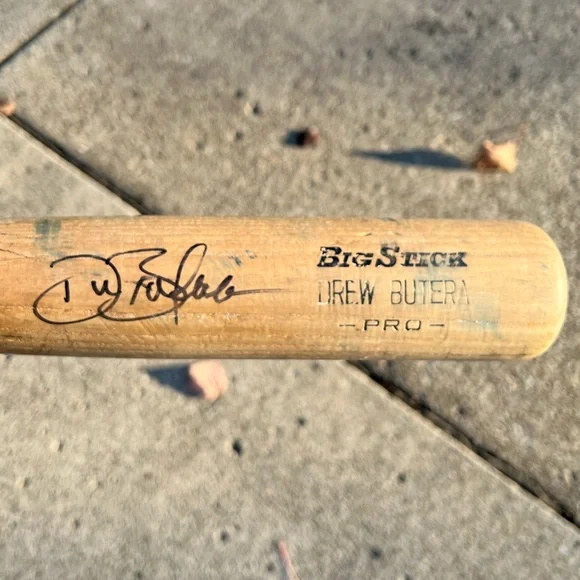 Big Stick
DREW BUTERA
-PRO-